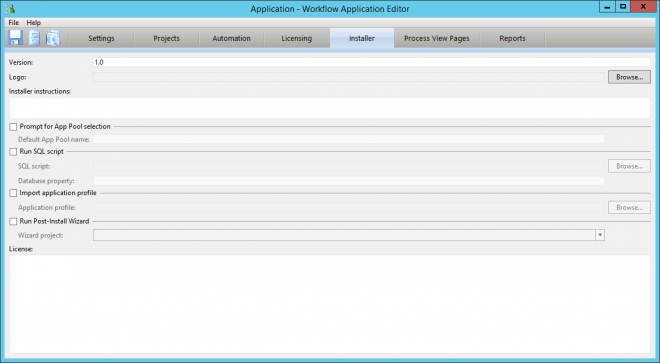 Application - Workflow Application Editor
File Help
Settings Projects Automation Licensing Installer Process View Pages Reports
Version: 1.0
Logo: Browse...
Installer instructions:
Prompt for App Pool selection
Default App Pool name:
Run SQL script
SQL script: Browse...
Database property:
Import application profile
Application profile: Browse...
Run Post-Install Wizard
Wizard project:
License: